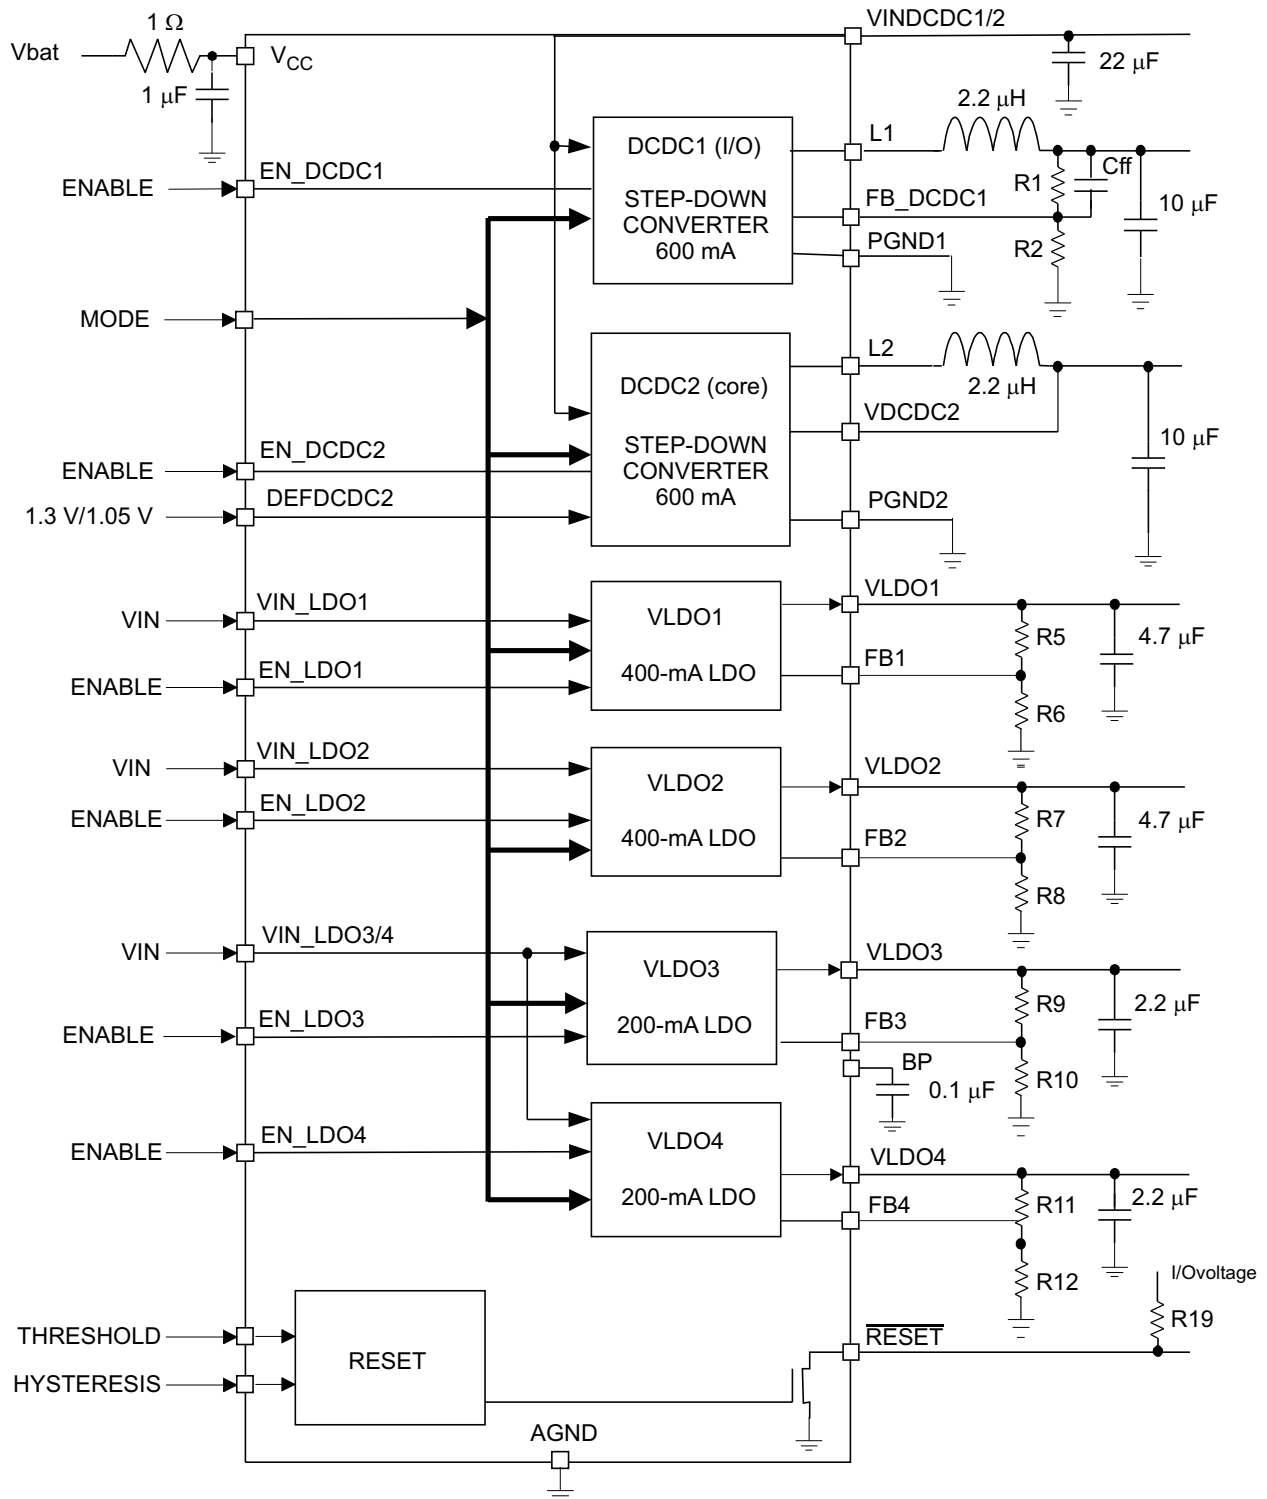 1 Ω
VINDCDC1/2
Vbat
VCC
22 μF
1 μF
2.2 μH
L1
DCDC1 (I/O)
STEP-DOWN
CONVERTER
600 mA
Cff
ENABLE
EN_DCDC1
R1
FB_DCDC1
10 μF
PGND1
R2
MODE
L2
2.2 μH
DCDC2 (core)
STEP-DOWN
CONVERTER
600 mA
VDCDC2
10 μF
ENABLE
EN_DCDC2
1.3 V/1.05 V
DEFDCDC2
PGND2
VIN
VIN_LDO1
VLDO1
400-mA LDO
VLDO1
R5
4.7 μF
ENABLE
EN_LDO1
FB1
R6
VIN
VIN_LDO2
VLDO2
400-mA LDO
VLDO2
R7
4.7 μF
ENABLE
EN_LDO2
FB2
R8
VIN
VIN_LDO3/4
VLDO3
200-mA LDO
VLDO3
R9
2.2 μF
ENABLE
EN_LDO3
FB3
BP
0.1 μF
R10
ENABLE
EN_LDO4
VLDO4
200-mA LDO
VLDO4
R11
2.2 μF
FB4
R12
I/Ovoltage
R19
THRESHOLD
HYSTERESIS
RESET
RESET
AGND